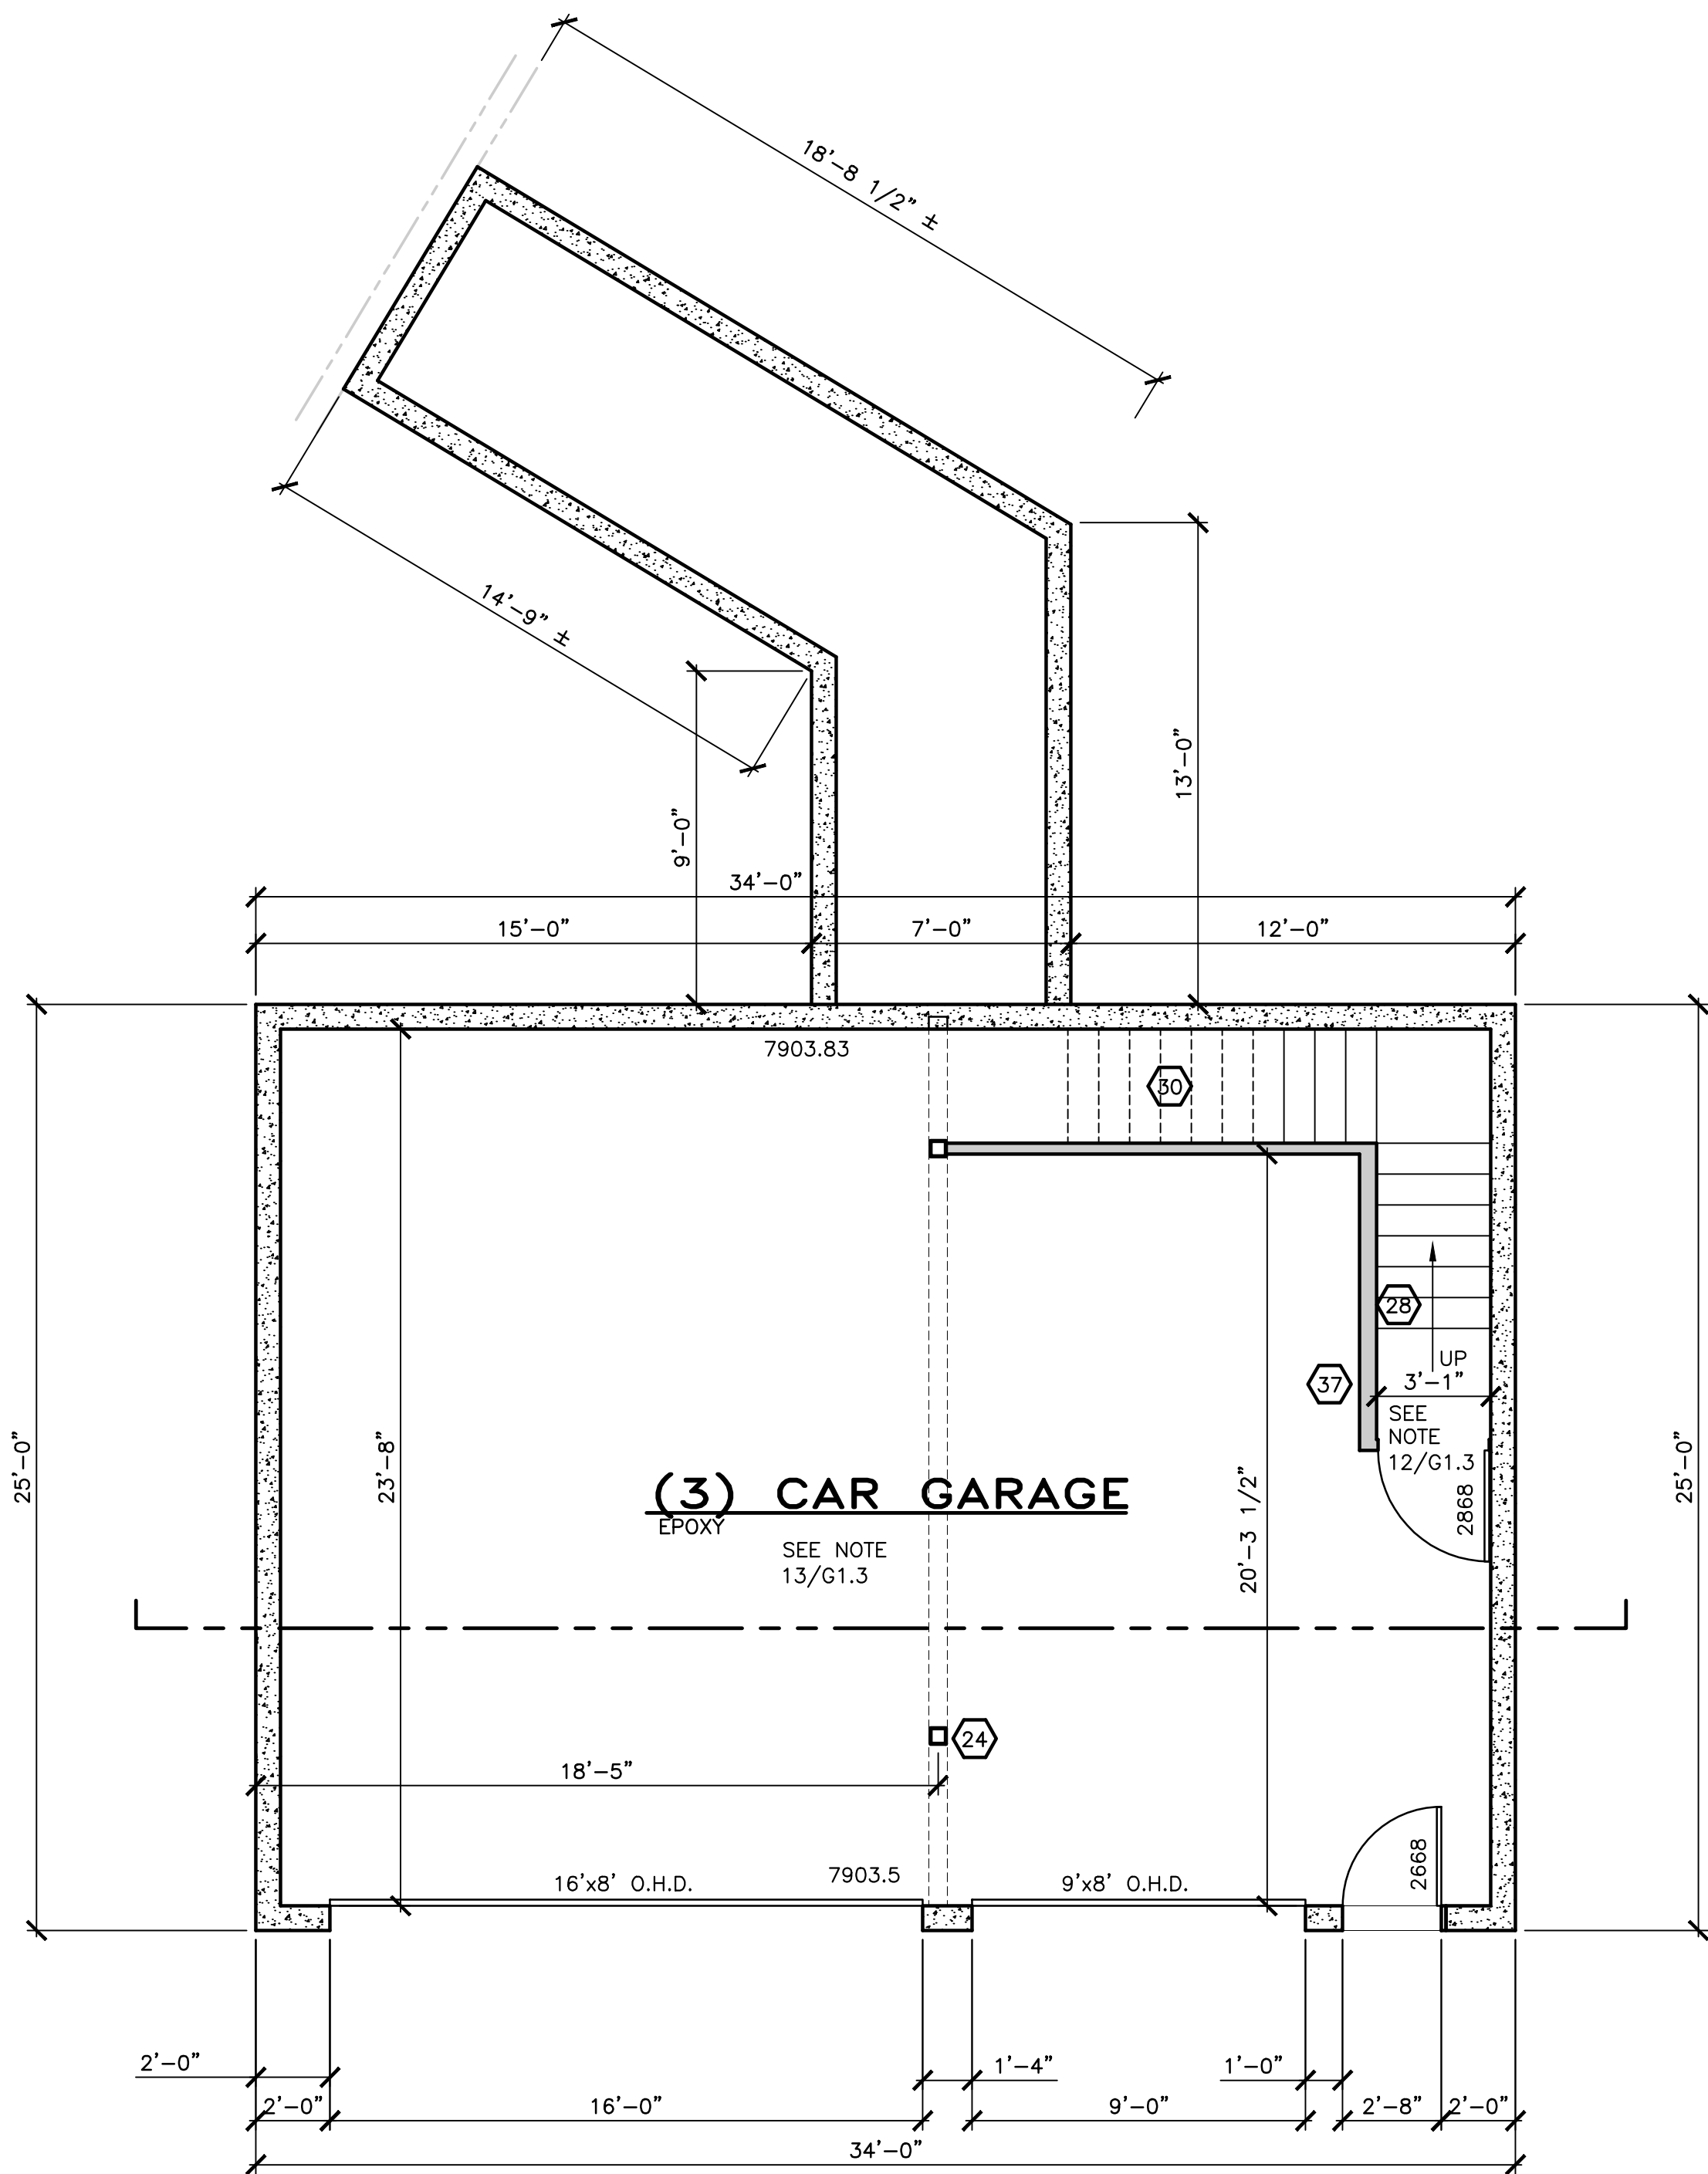 18'-8 1/2" ±
14'-9" ±
13'-0"
9'-0"
34'-0"
15'-0"
7'-0"
12'-0"
7903.83
30
28
UP
37
3'-1"
SEE
NOTE
12/G1.3
25'-0"
23'-8"
(3) CAR GARAGE
EPOXY
SEE NOTE
13/G1.3
20'-3 1/2"
2868
25'-0"
24
18'-5"
16'x8' O.H.D.
7903.5
9'x8' O.H.D.
2668
2'-0"
1'-4"
1'-0"
2'-0"
16'-0"
9'-0"
2'-8"
2'-0"
34'-0"